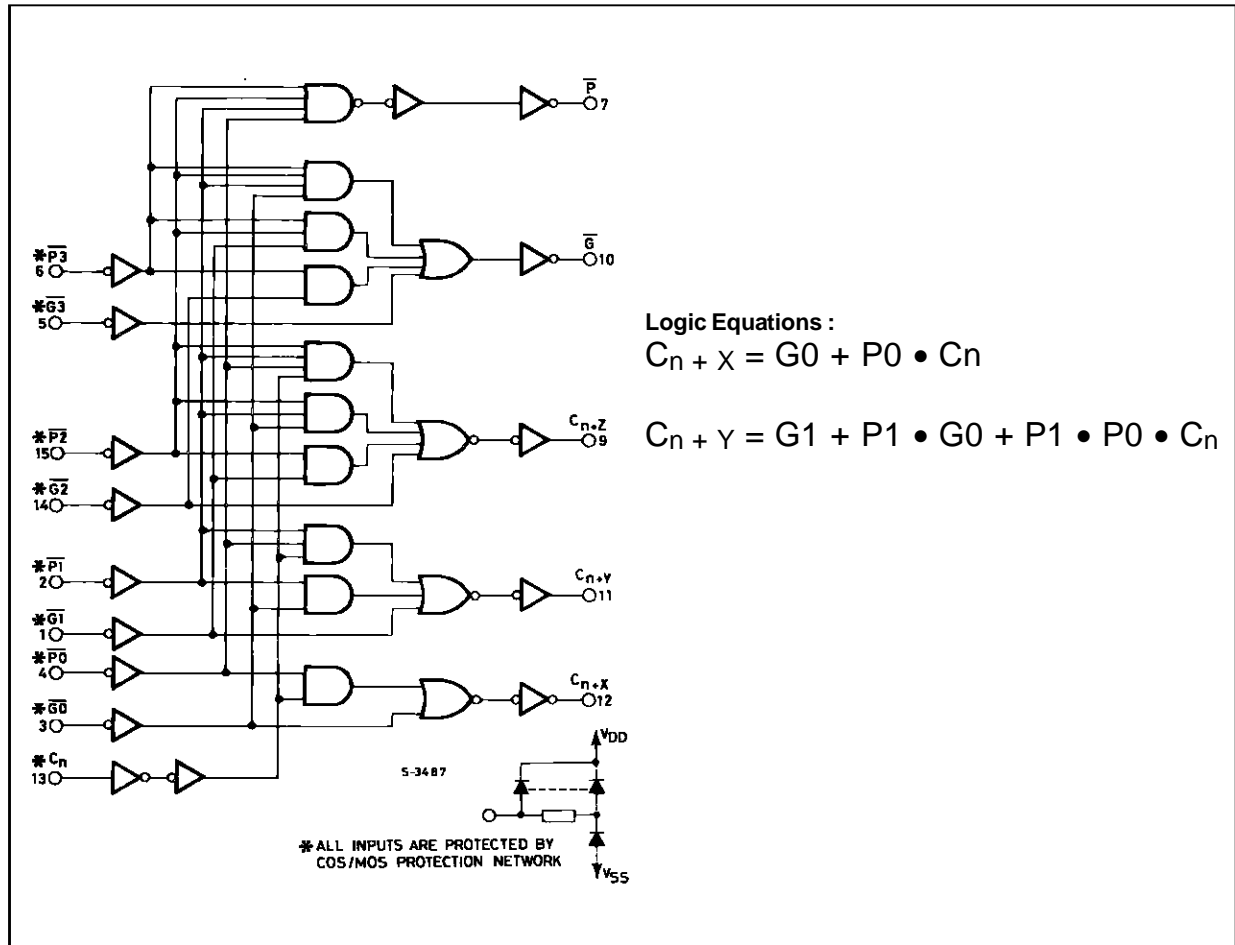 P̅
7
*P̅3̅
6
G̅
10
*G̅3̅
5
Logic Equations :
Cn + X = G0 + P0 • Cn
Cn+Z
9
Cn + Y = G1 + P1 • G0 + P1 • P0 • Cn
*P̅2̅
15
*G̅2̅
14
*P̅1̅
2
Cn+Y
11
*G̅1̅
1
*P̅0̅
4
Cn+X
12
*G̅0̅
3
*Cn
13
VDD
S-3487
*ALL INPUTS ARE PROTECTED BY
COS/MOS PROTECTION NETWORK
VSS